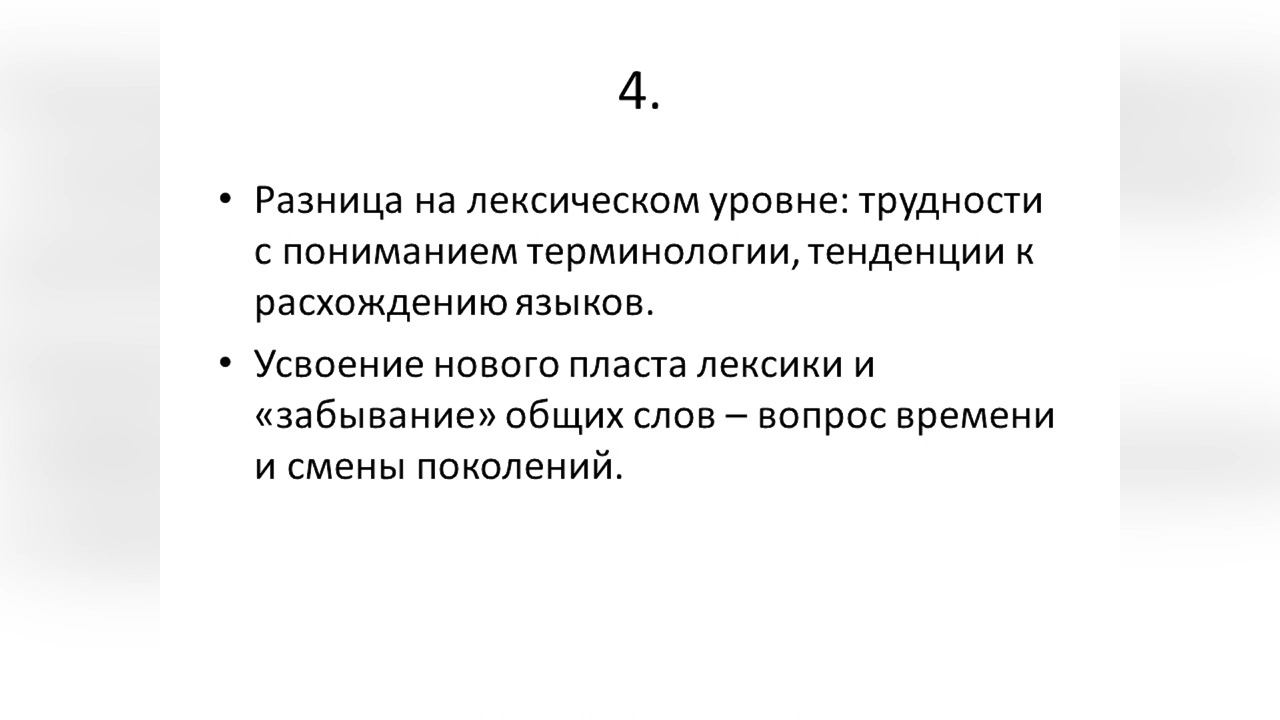 4.
• Разница на лексическом уровне: трудности
с пониманием терминологии, тенденции к
расхождению языков.
• Усвоение нового пласта лексики и
«забывание» общих слов – вопрос времени
и смены поколений.